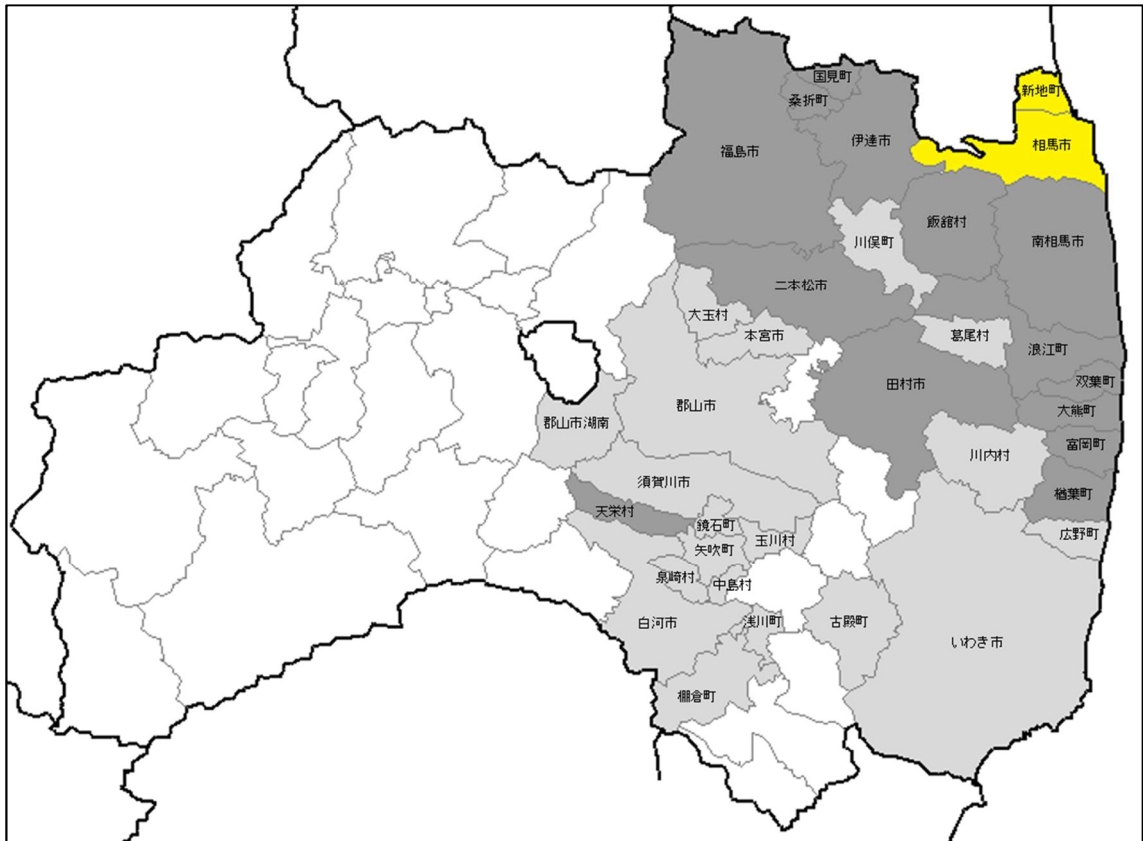 国見町
新地町
桑折町
伊達市
相馬市
福島市
飯舘村
川俣町
南相馬市
二本松市
大玉村
本宮市
葛尾村
浪江町
双葉町
田村市
大熊町
郡山市
郡山市湖南
富岡町
川内村
須賀川市
楢葉町
天栄村
鏡石町
玉川村
広野町
矢吹町
泉崎村
中島村
白河市
浅川町
古殿町
いわき市
棚倉町